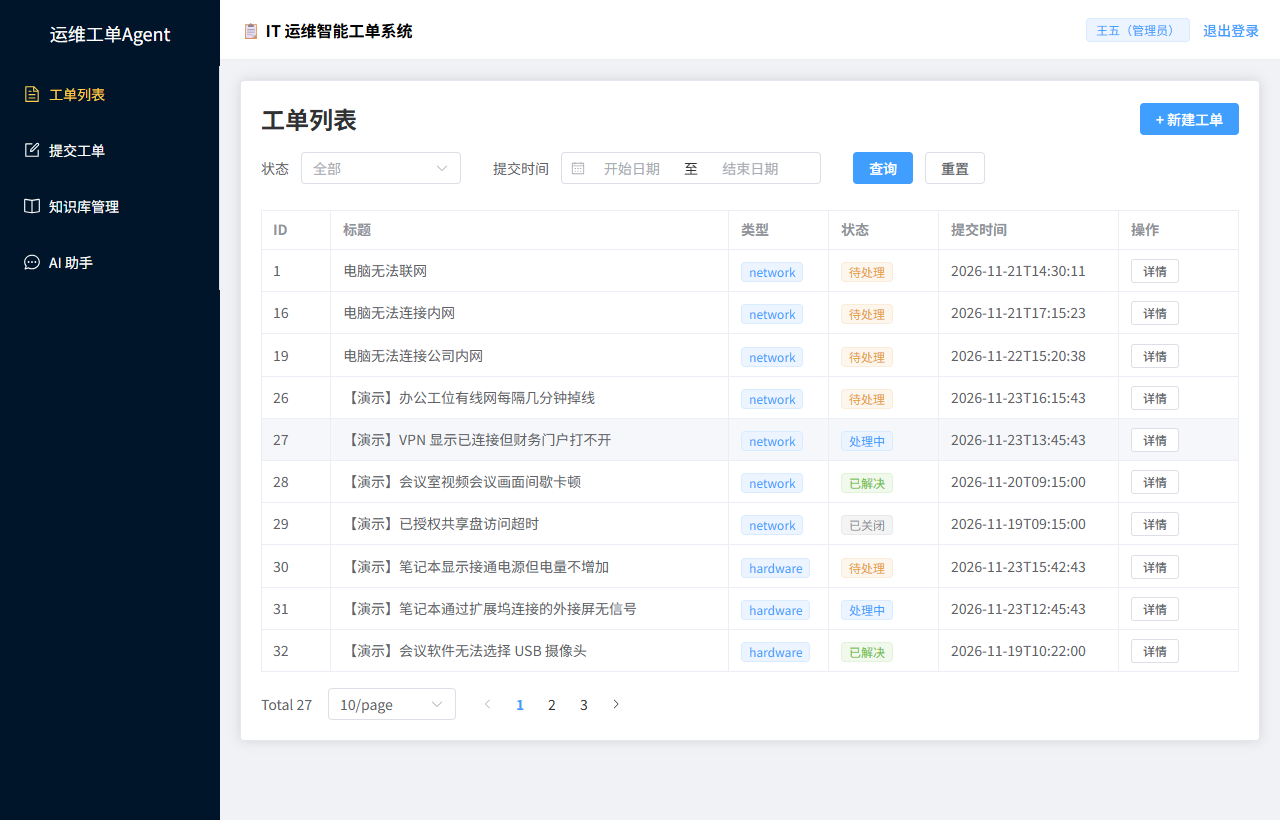 运维工单Agent
工单列表
提交工单
知识库管理
AI 助手
IT 运维智能工单系统
王五（管理员）
退出登录
工单列表
+ 新建工单
状态 全部 提交时间 开始日期 至 结束日期 查询 重置
ID 标题 类型 状态 提交时间 操作
1 电脑无法联网 network 待处理 2026-11-21T14:30:11 详情
16 电脑无法连接内网 network 待处理 2026-11-21T17:15:23 详情
19 电脑无法连接公司内网 network 待处理 2026-11-22T15:20:38 详情
26 【演示】办公工位有线网每隔几分钟掉线 network 待处理 2026-11-23T16:15:43 详情
27 【演示】VPN 显示已连接但财务门户打不开 network 处理中 2026-11-23T13:45:43 详情
28 【演示】会议室视频会议画面间歇卡顿 network 已解决 2026-11-20T09:15:00 详情
29 【演示】已授权共享盘访问超时 network 已关闭 2026-11-19T09:15:00 详情
30 【演示】笔记本显示接通电源但电量不增加 hardware 待处理 2026-11-23T15:42:43 详情
31 【演示】笔记本通过扩展坞连接的外接屏无信号 hardware 处理中 2026-11-23T12:45:43 详情
32 【演示】会议软件无法选择 USB 摄像头 hardware 已解决 2026-11-19T10:22:00 详情
Total 27 10/page 1 2 3